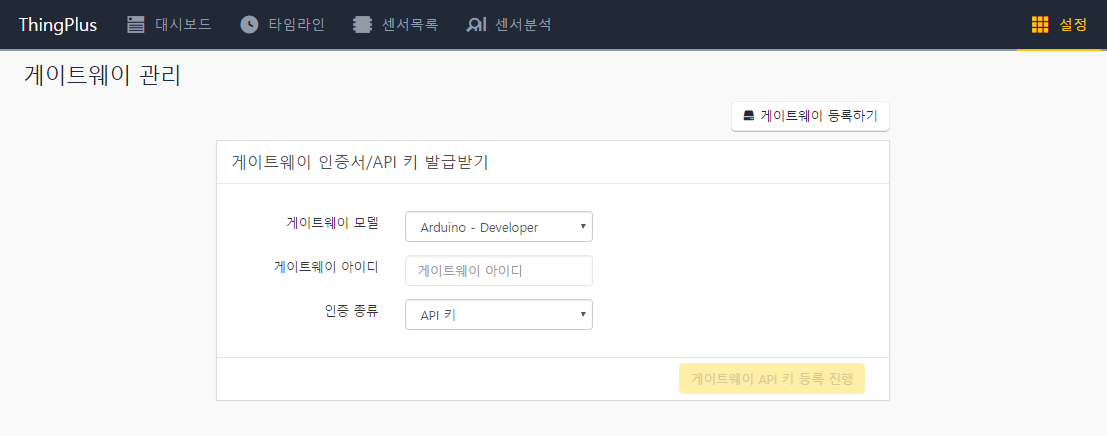 ThingPlus 대시보드 타임라인 센서목록 센서분석 설정
게이트웨이 관리
게이트웨이 등록하기
게이트웨이 인증서/API 키 발급받기
게이트웨이 모델 Arduino - Developer
게이트웨이 아이디 게이트웨이 아이디
인증 종류 API 키
게이트웨이 API 키 등록 진행